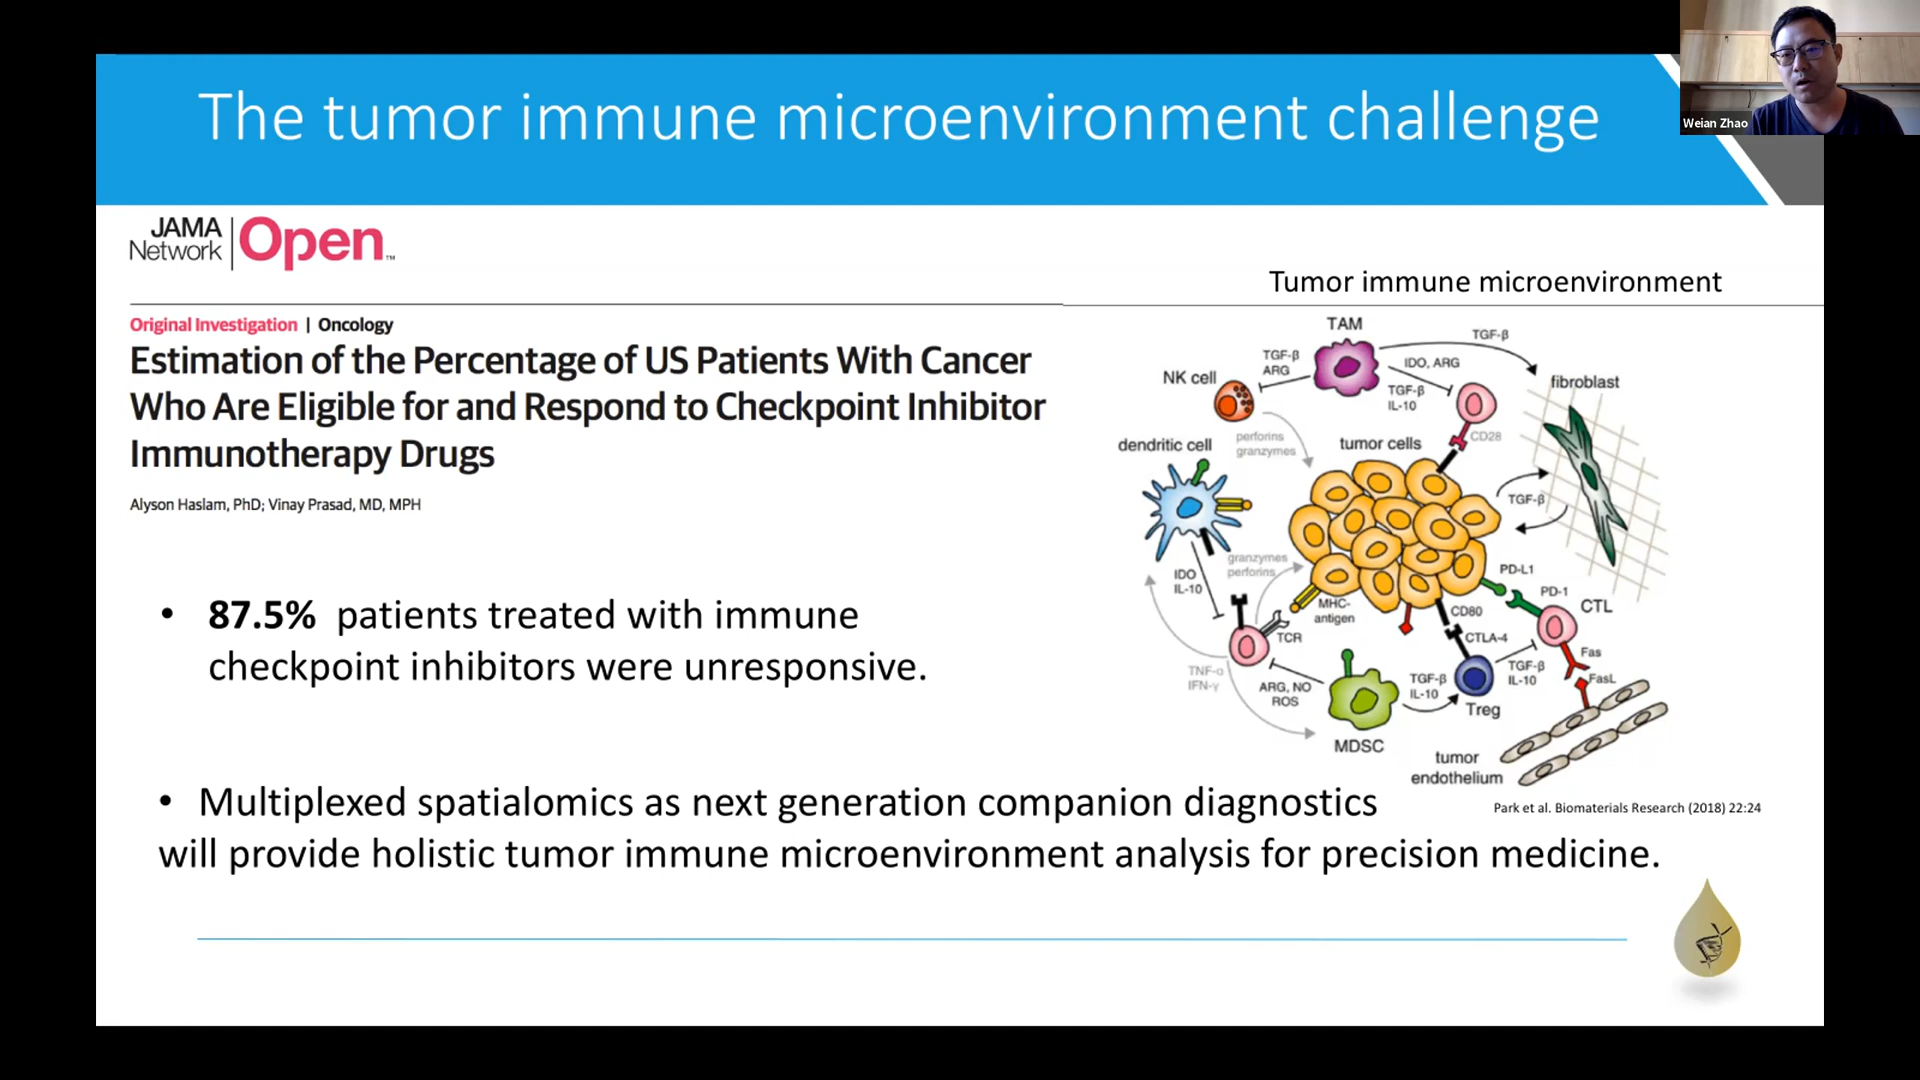 The tumor immune microenvironment challenge
Weian Zhao
JAMA Network | Open™
Original Investigation | Oncology
Estimation of the Percentage of US Patients With Cancer
Who Are Eligible for and Respond to Checkpoint Inhibitor
Immunotherapy Drugs
Alyson Haslam, PhD; Vinay Prasad, MD, MPH
• 87.5% patients treated with immune
checkpoint inhibitors were unresponsive.
Tumor immune microenvironment
TAM
TGF-β
TGF-β
ARG
IDO, ARG
NK cell
TGF-β
IL-10
fibroblast
CD28
perforins
granzymes
tumor cells
dendritic cell
TGF-β
granzymes
perforins
IDO
IL-10
PD-L1
PD-1
CTL
MHC-
antigen
CD80
TCR
CTLA-4
Fas
TNF-α
IFN-γ
TGF-β
IL-10
TGF-β
IL-10
FasL
ARG, NO
ROS
Treg
MDSC
tumor
endothelium
Park et al. Biomaterials Research (2018) 22:24
• Multiplexed spatialomics as next generation companion diagnostics
will provide holistic tumor immune microenvironment analysis for precision medicine.